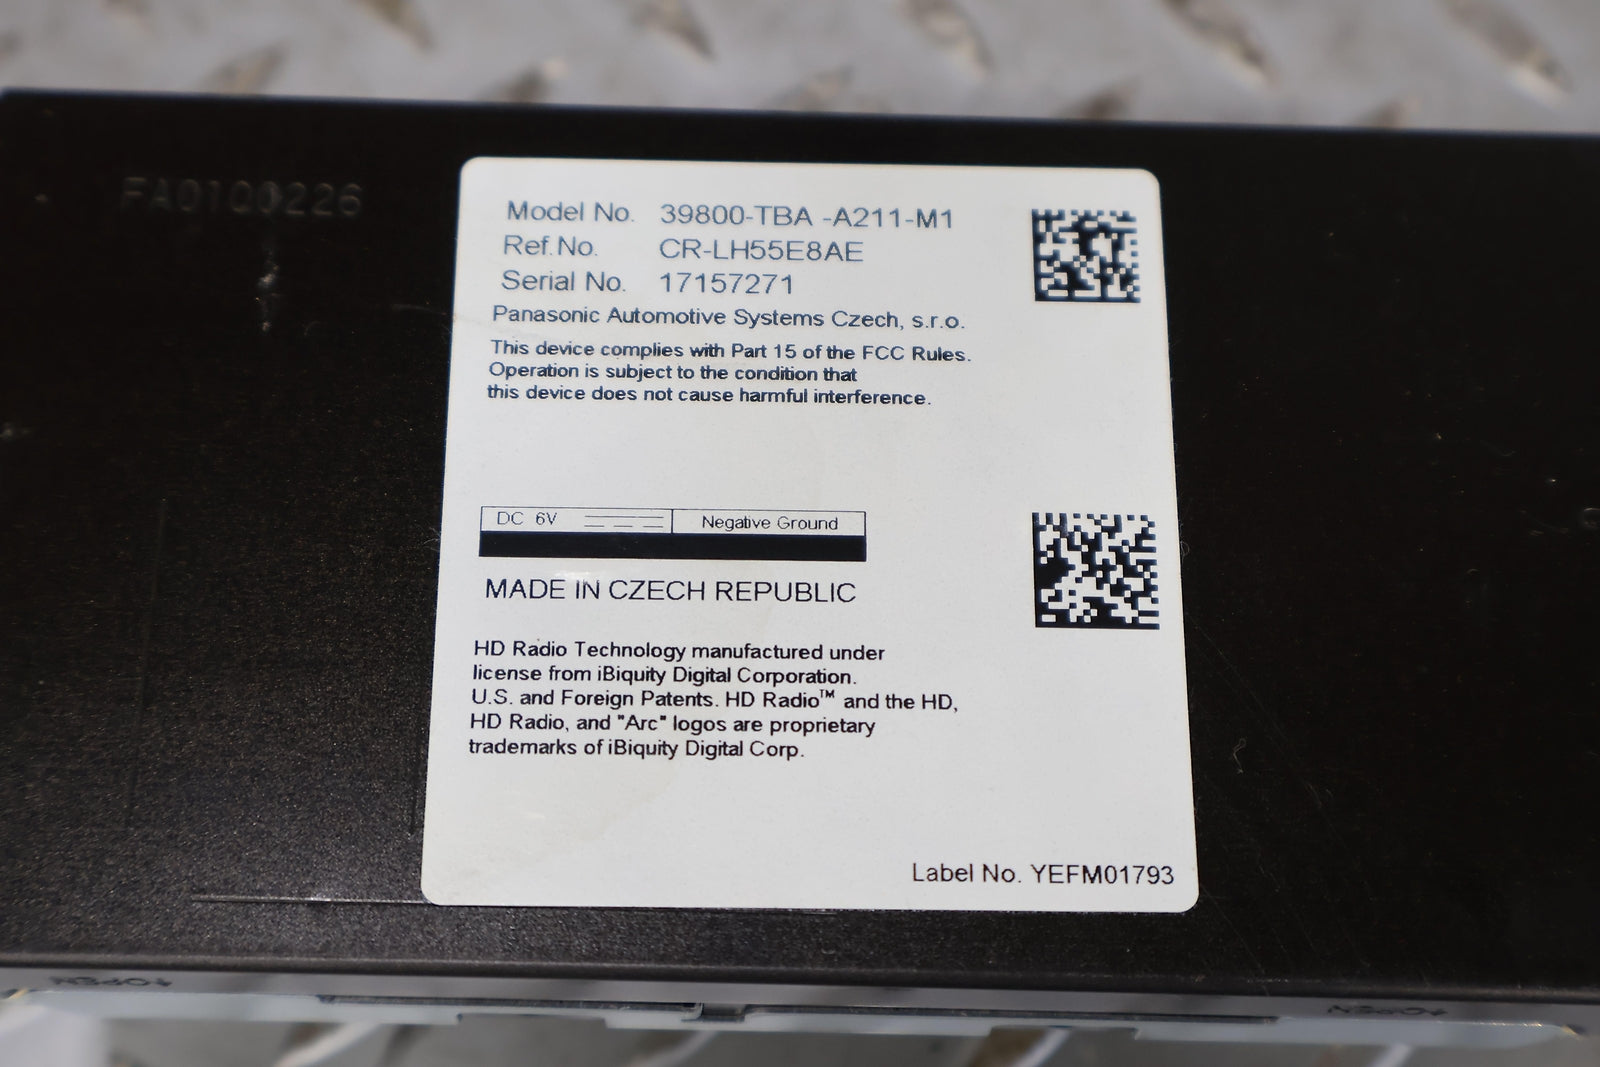 FA01Q0226
Model No. 39800-TBA -A211-M1
Ref.No. CR-LH55E8AE
Serial No. 17157271
Panasonic Automotive Systems Czech, s.r.o.
This device complies with Part 15 of the FCC Rules.
Operation is subject to the condition that
this device does not cause harmful interference.
DC 6V Negative Ground
MADE IN CZECH REPUBLIC
HD Radio Technology manufactured under
license from iBiquity Digital Corporation.
U.S. and Foreign Patents. HD Radio™ and the HD,
HD Radio, and "Arc" logos are proprietary
trademarks of iBiquity Digital Corp.
Label No. YEFM01793
OPEN
OPEN